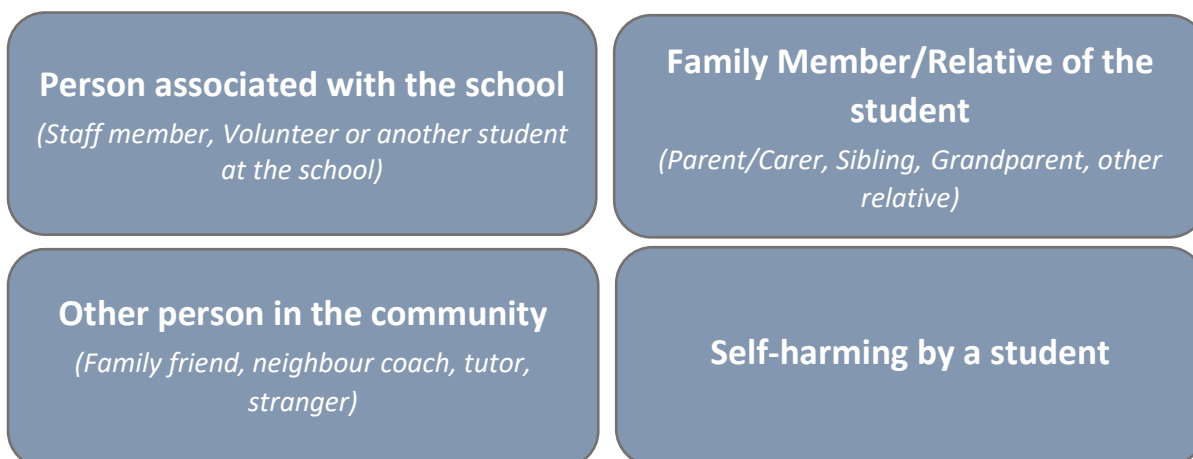 Person associated with the school
(Staff member, Volunteer or another student
at the school)
Family Member/Relative of the
student
(Parent/Carer, Sibling, Grandparent, other
relative)
Other person in the community
(Family friend, neighbour coach, tutor,
stranger)
Self-harming by a student